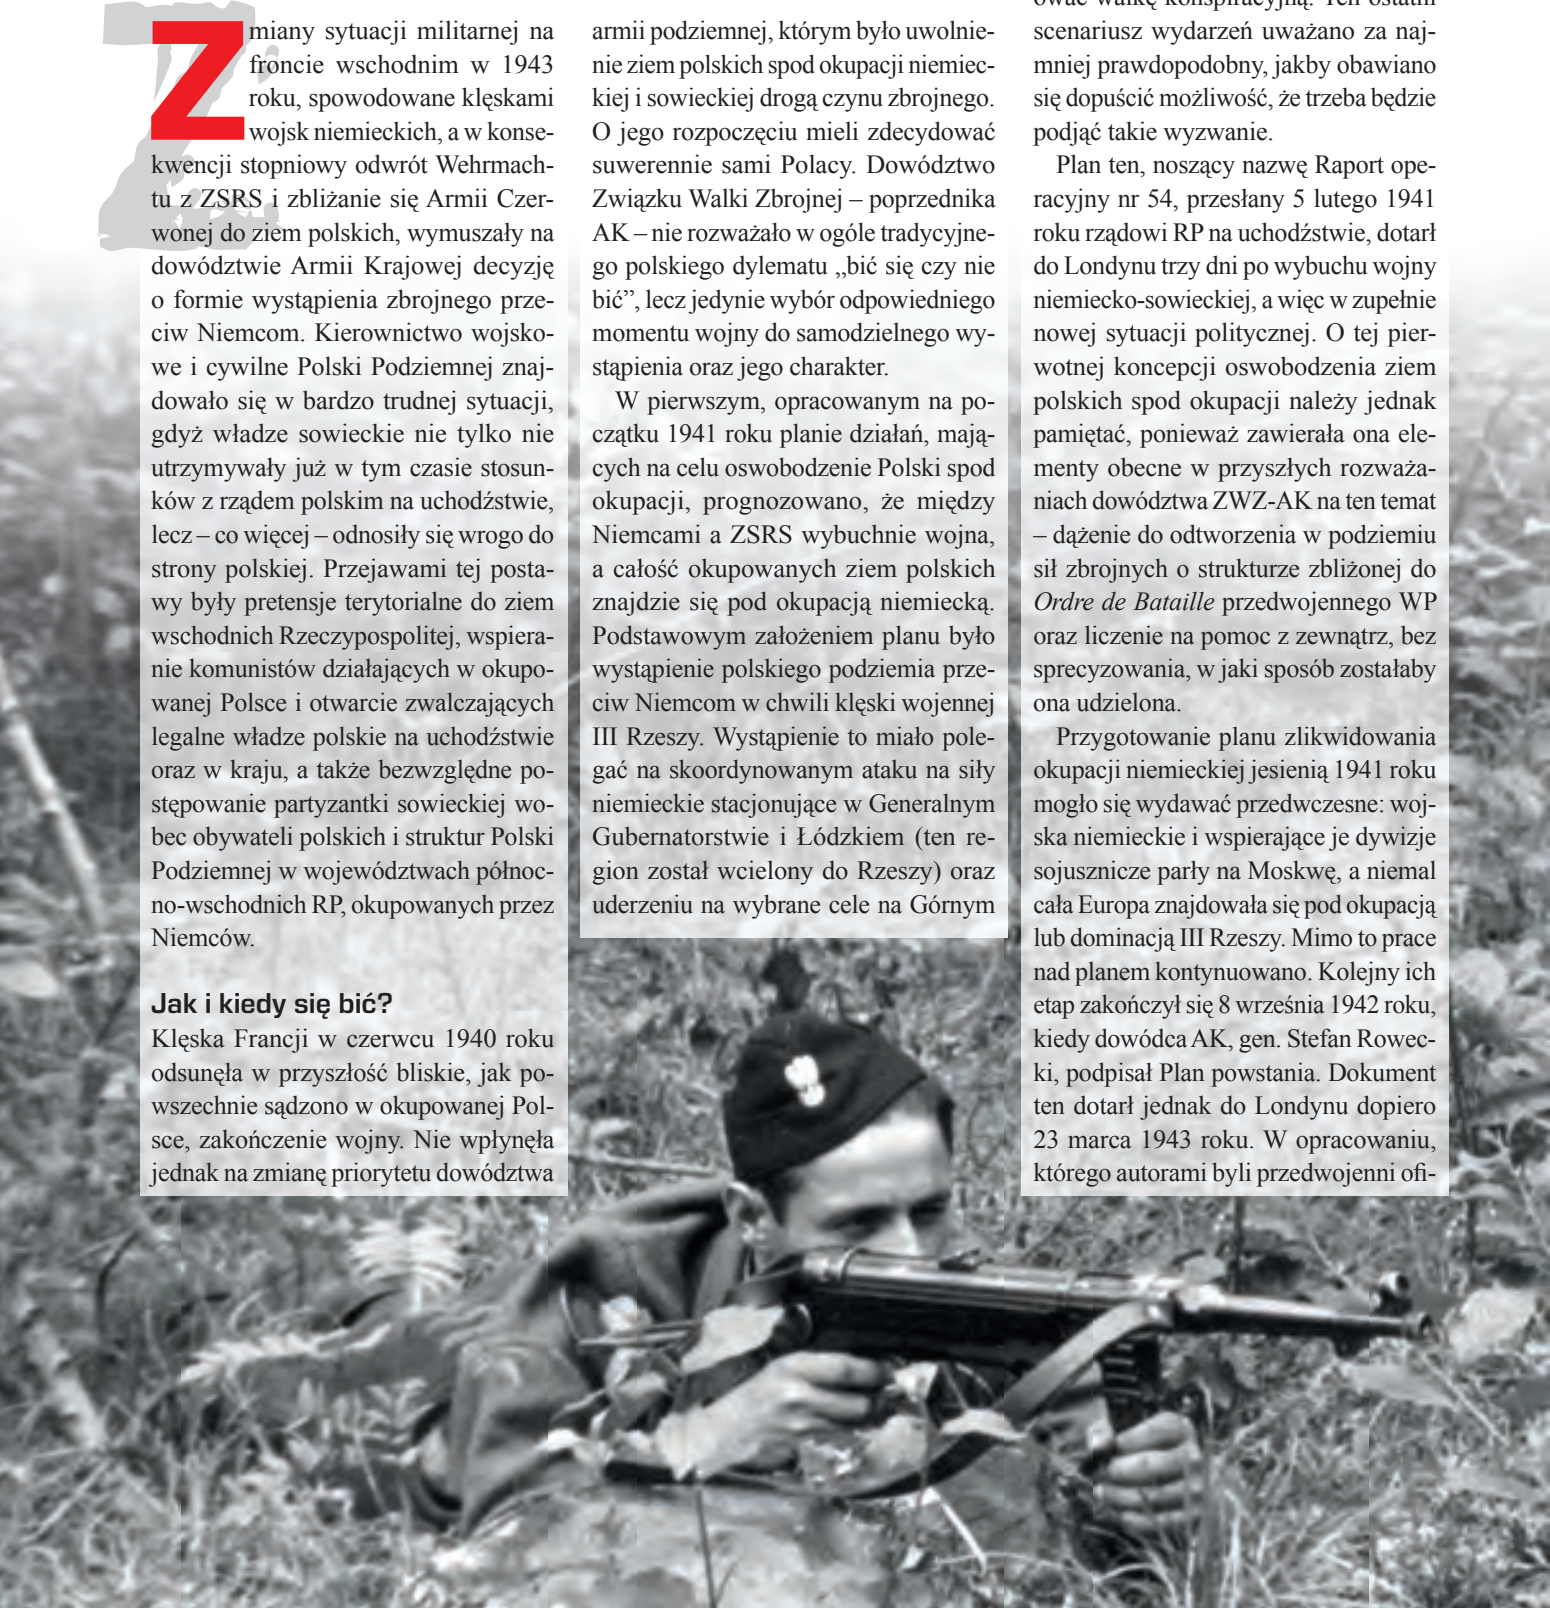 Zmiany sytuacji militarnej na
froncie wschodnim w 1943
roku, spowodowane klęskami
wojsk niemieckich, a w konse-
kwencji stopniowy odwrót Wehrmach-
tu z ZSRS i zbliżanie się Armii Czer-
wonej do ziem polskich, wymuszały na
dowództwie Armii Krajowej decyzję
o formie wystąpienia zbrojnego prze-
ciw Niemcom. Kierownictwo wojsko-
we i cywilne Polski Podziemnej znaj-
dowało się w bardzo trudnej sytuacji,
gdyż władze sowieckie nie tylko nie
utrzymywały już w tym czasie stosun-
ków z rządem polskim na uchodźstwie,
lecz – co więcej – odnosiły się wrogo do
strony polskiej. Przejawami tej posta-
wy były pretensje terytorialne do ziem
wschodnich Rzeczypospolitej, wspiera-
nie komunistów działających w okupo-
wanej Polsce i otwarcie zwalczających
legalne władze polskie na uchodźstwie
oraz w kraju, a także bezwzględne po-
stępowanie partyzantki sowieckiej wo-
bec obywateli polskich i struktur Polski
Podziemnej w województwach północ-
no-wschodnich RP, okupowanych przez
Niemców.
Jak i kiedy się bić?
Klęska Francji w czerwcu 1940 roku
odsunęła w przyszłość bliskie, jak po-
wszechnie sądzono w okupowanej Pol-
sce, zakończenie wojny. Nie wpłynęła
jednak na zmianę priorytetu dowództwa
armii podziemnej, którym było uwolnie-
nie ziem polskich spod okupacji niemiec-
kiej i sowieckiej drogą czynu zbrojnego.
O jego rozpoczęciu mieli zdecydować
suwerennie sami Polacy. Dowództwo
Związku Walki Zbrojnej – poprzednika
AK – nie rozważało w ogóle tradycyjne-
go polskiego dylematu „bić się czy nie
bić”, lecz jedynie wybór odpowiedniego
momentu wojny do samodzielnego wy-
stąpienia oraz jego charakter.
W pierwszym, opracowanym na po-
czątku 1941 roku planie działań, mają-
cych na celu oswobodzenie Polski spod
okupacji, prognozowano, że między
Niemcami a ZSRS wybuchnie wojna,
a całość okupowanych ziem polskich
znajdzie się pod okupacją niemiecką.
Podstawowym założeniem planu było
wystąpienie polskiego podziemia prze-
ciw Niemcom w chwili klęski wojennej
III Rzeszy. Wystąpienie to miało pole-
gać na skoordynowanym ataku na siły
niemieckie stacjonujące w Generalnym
Gubernatorstwie i Łódzkiem (ten re-
gion został wcielony do Rzeszy) oraz
uderzeniu na wybrane cele na Górnym
ować walkę konspiracyjną. Ten ostatni
scenariusz wydarzeń uważano za naj-
mniej prawdopodobny, jakby obawiano
się dopuścić możliwość, że trzeba będzie
podjąć takie wyzwanie.
Plan ten, noszący nazwę Raport ope-
racyjny nr 54, przesłany 5 lutego 1941
roku rządowi RP na uchodźstwie, dotarł
do Londynu trzy dni po wybuchu wojny
niemiecko-sowieckiej, a więc w zupełnie
nowej sytuacji politycznej. O tej pier-
wotnej koncepcji oswobodzenia ziem
polskich spod okupacji należy jednak
pamiętać, ponieważ zawierała ona ele-
menty obecne w przyszłych rozważa-
niach dowództwa ZWZ-AK na ten temat
– dążenie do odtworzenia w podziemiu
sił zbrojnych o strukturze zbliżonej do
Ordre de Bataille przedwojennego WP
oraz liczenie na pomoc z zewnątrz, bez
sprecyzowania, w jaki sposób zostałaby
ona udzielona.
Przygotowanie planu zlikwidowania
okupacji niemieckiej jesienią 1941 roku
mogło się wydawać przedwczesne: woj-
ska niemieckie i wspierające je dywizje
sojusznicze parły na Moskwę, a niemal
cała Europa znajdowała się pod okupacją
lub dominacją III Rzeszy. Mimo to prace
nad planem kontynuowano. Kolejny ich
etap zakończył się 8 września 1942 roku,
kiedy dowódca AK, gen. Stefan Rowec-
ki, podpisał Plan powstania. Dokument
ten dotarł jednak do Londynu dopiero
23 marca 1943 roku. W opracowaniu,
którego autorami byli przedwojenni ofi-